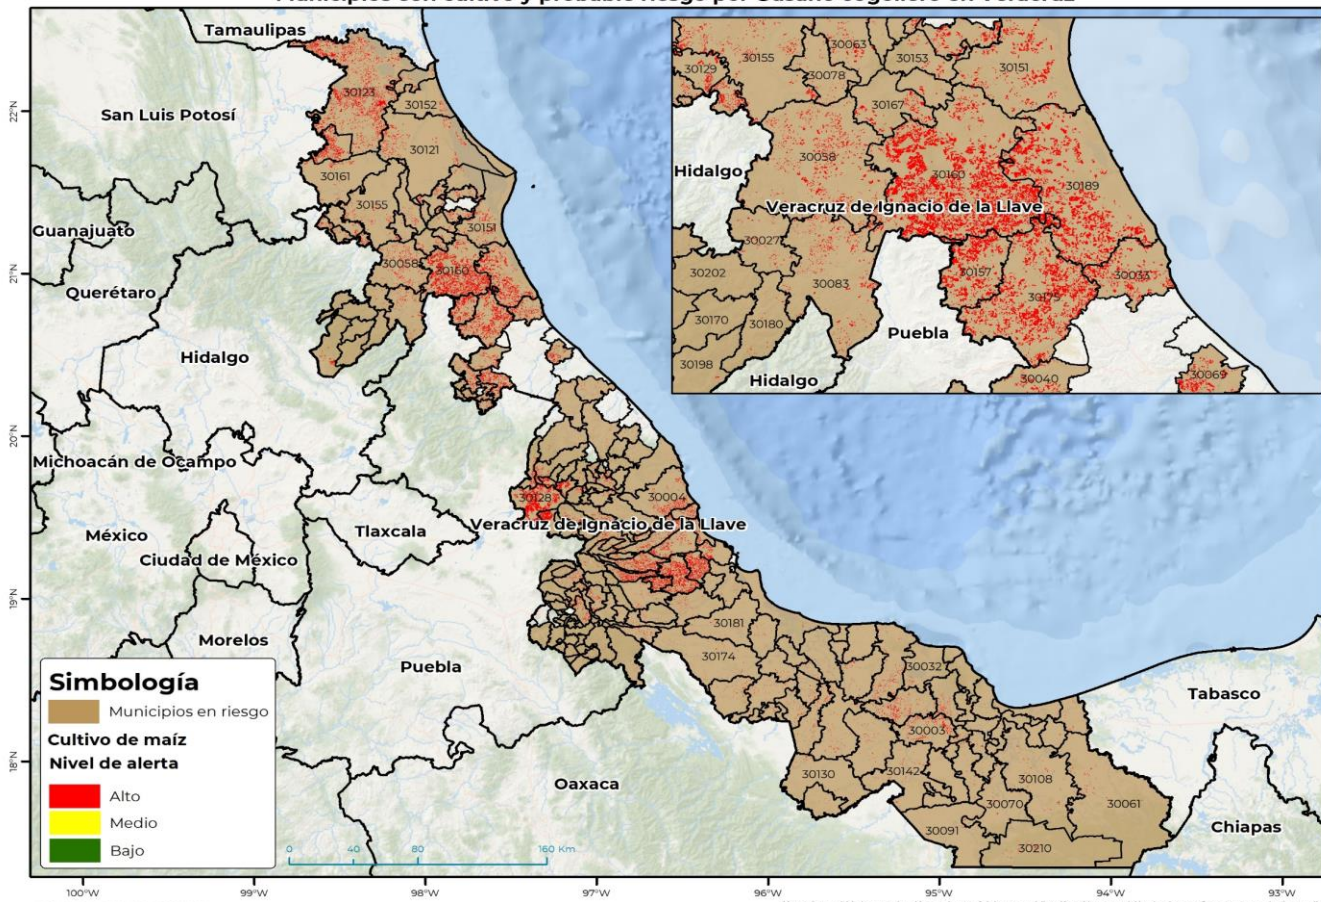 Municipios con cultivo y probable riesgo por Gusano cogollero en Veracruz
Tamaulipas
San Luis Potosí
Guanajuato
Querétaro
Hidalgo
Michoacán de Ocampo
México
Ciudad de México
Tlaxcala
Morelos
Puebla
Veracruz de Ignacio de la Llave
Oaxaca
Tabasco
Chiapas
30123
30152
30121
30161
30155
30151
30058
30160
30128
30004
30181
30174
30032
30003
30130
30142
30108
30070
30061
30091
30210
30063
30155
30129
30078
30153
30151
30167
30058
Hidalgo
30160
30189
Veracruz de Ignacio de la Llave
30027
30202
30083
30157
30033
30175
30170
30180
Puebla
30198
Hidalgo
30040
30069
Simbología
Municipios en riesgo
Cultivo de maíz
Nivel de alerta
Alto
Medio
Bajo
0 40 80 160 Km
22°N
21°N
20°N
19°N
18°N
100°W 99°W 98°W 97°W 96°W 95°W 94°W 93°W